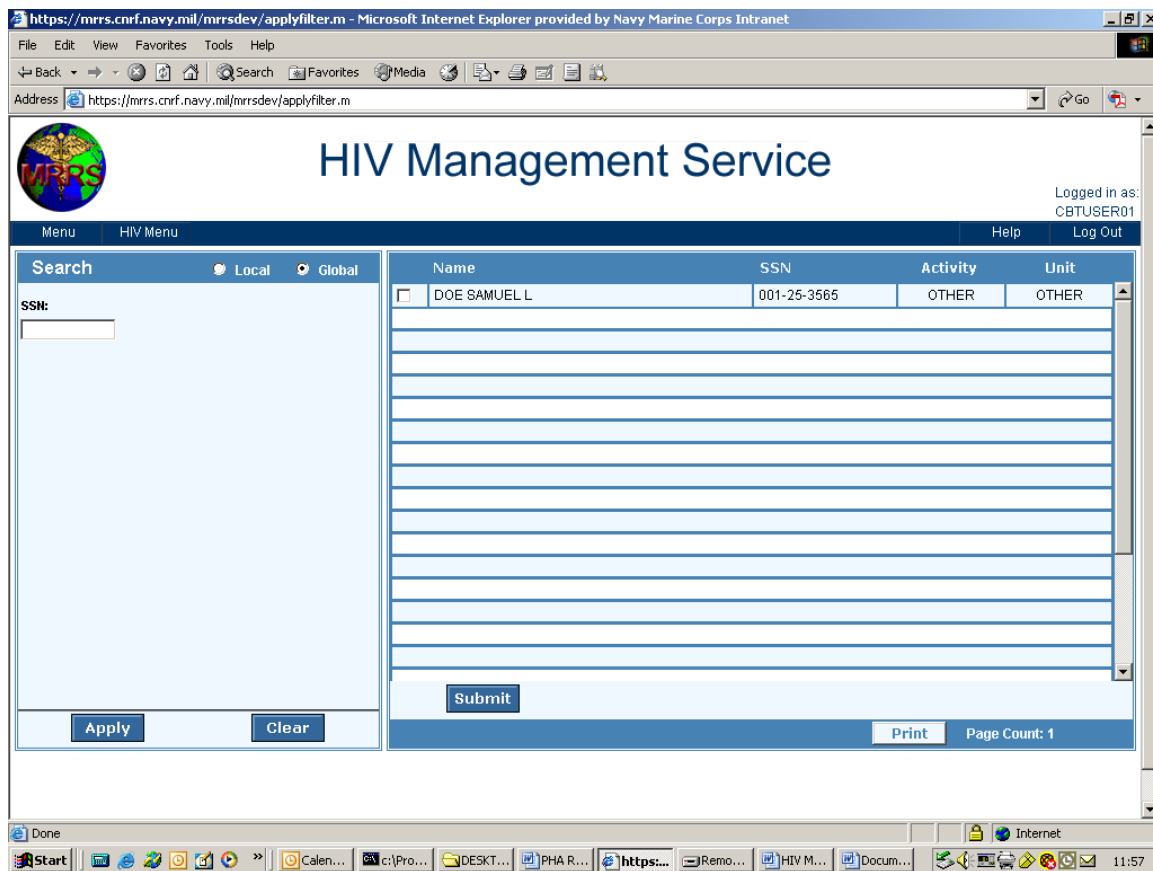 https://mrrs.cnrf.navy.mil/mrrsdev/applyfilter.m - Microsoft Internet Explorer provided by Navy Marine Corps Intranet
File Edit View Favorites Tools Help
Back Search Favorites Media
Address https://mrrs.cnrf.navy.mil/mrrsdev/applyfilter.m Go
MRRS
HIV Management Service
Logged in as:
CBTUSER01
Menu HIV Menu Help Log Out
Search Local Global
SSN:
Name SSN Activity Unit
DOE SAMUEL L 001-25-3565 OTHER OTHER
Submit
Apply Clear
Print Page Count: 1
Done Internet
Start » Calen... c:\Pro... DESKT... PHA R... https:... Remo... HIV M... Docum... 11:57